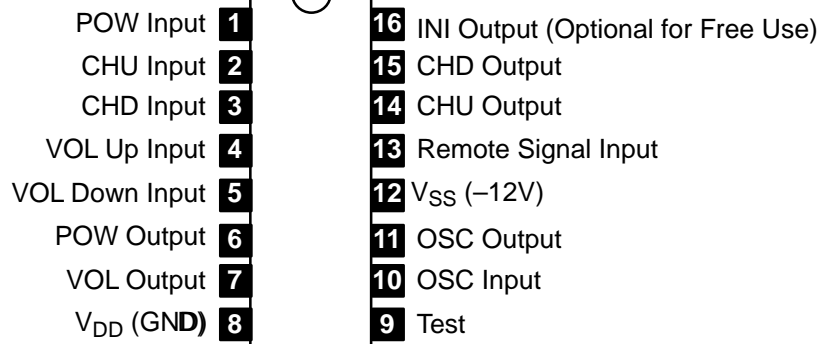 POW Input 1 16 INI Output (Optional for Free Use)
CHU Input 2 15 CHD Output
CHD Input 3 14 CHU Output
VOL Up Input 4 13 Remote Signal Input
VOL Down Input 5 12 VSS (–12V)
POW Output 6 11 OSC Output
VOL Output 7 10 OSC Input
VDD (GND) 8 9 Test